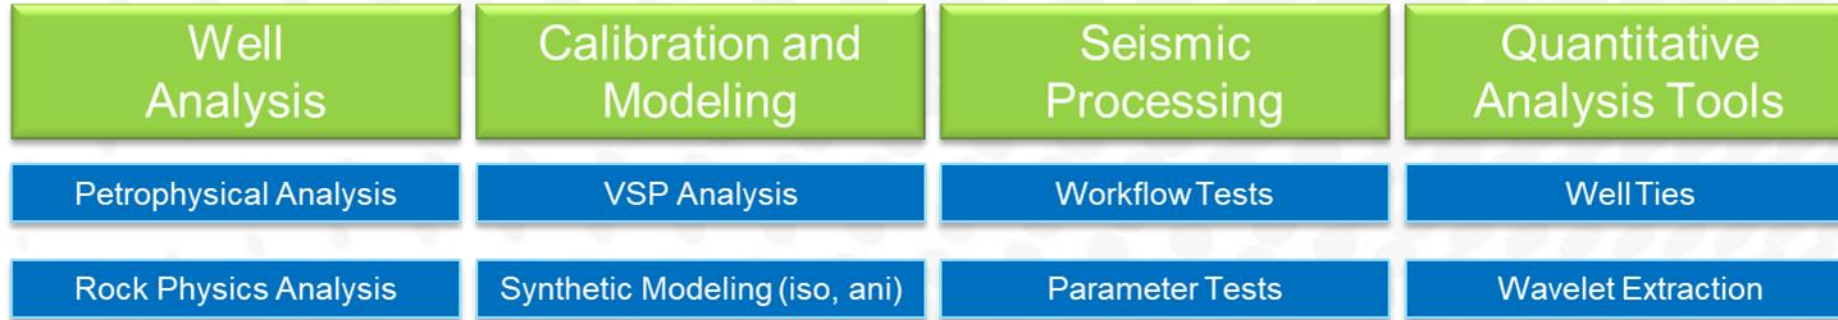 Well
Analysis
Calibration and
Modeling
Seismic
Processing
Quantitative
Analysis Tools
Petrophysical Analysis
VSP Analysis
Workflow Tests
Well Ties
Rock Physics Analysis
Synthetic Modeling (iso, ani)
Parameter Tests
Wavelet Extraction